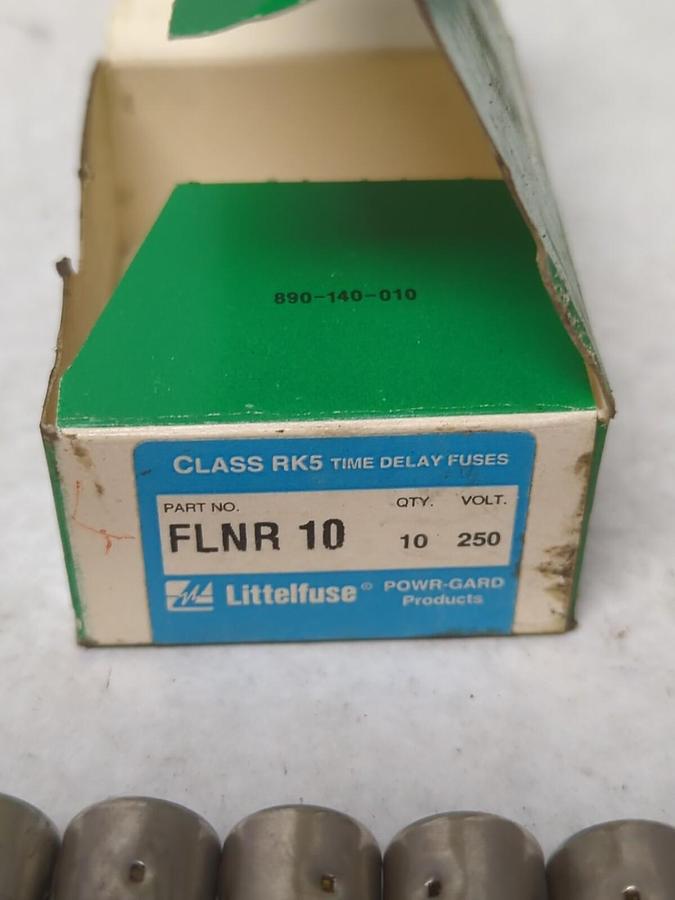 890-140-010
CLASS RK5 TIME DELAY FUSES
PART NO. QTY. VOLT.
FLNR 10 10 250
Littelfuse® POWR-GARD
Products